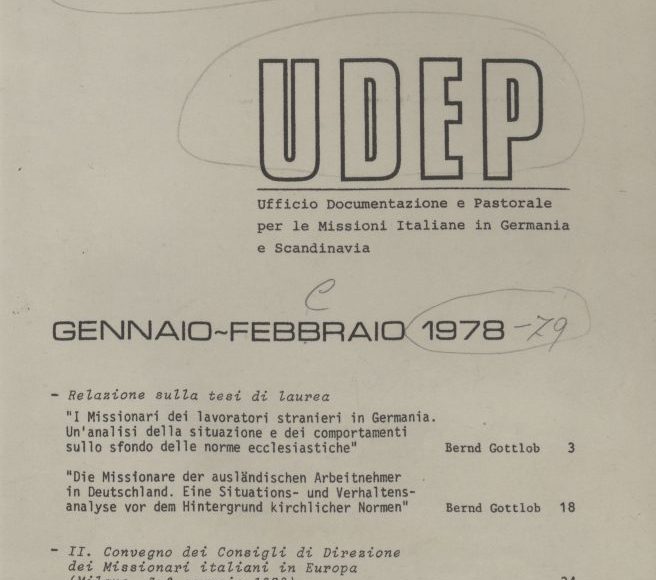 UDEP
Ufficio Documentazione e Pastorale
per le Missioni Italiane in Germania
e Scandinavia
GENNAIO~FEBBRAIO 1978 -79
- Relazione sulla tesi di laurea
"I Missionari dei lavoratori stranieri in Germania.
Un'analisi della situazione e dei comportamenti
sullo sfondo delle norme ecclesiastiche" Bernd Gottlob 3
"Die Missionare der ausländischen Arbeitnehmer
in Deutschland. Eine Situations- und Verhaltens-
analyse vor dem Hintergrund kirchlicher Normen" Bernd Gottlob 18
- II. Convegno dei Consigli di Direzione
dei Missionari italiani in Europa
(Milano